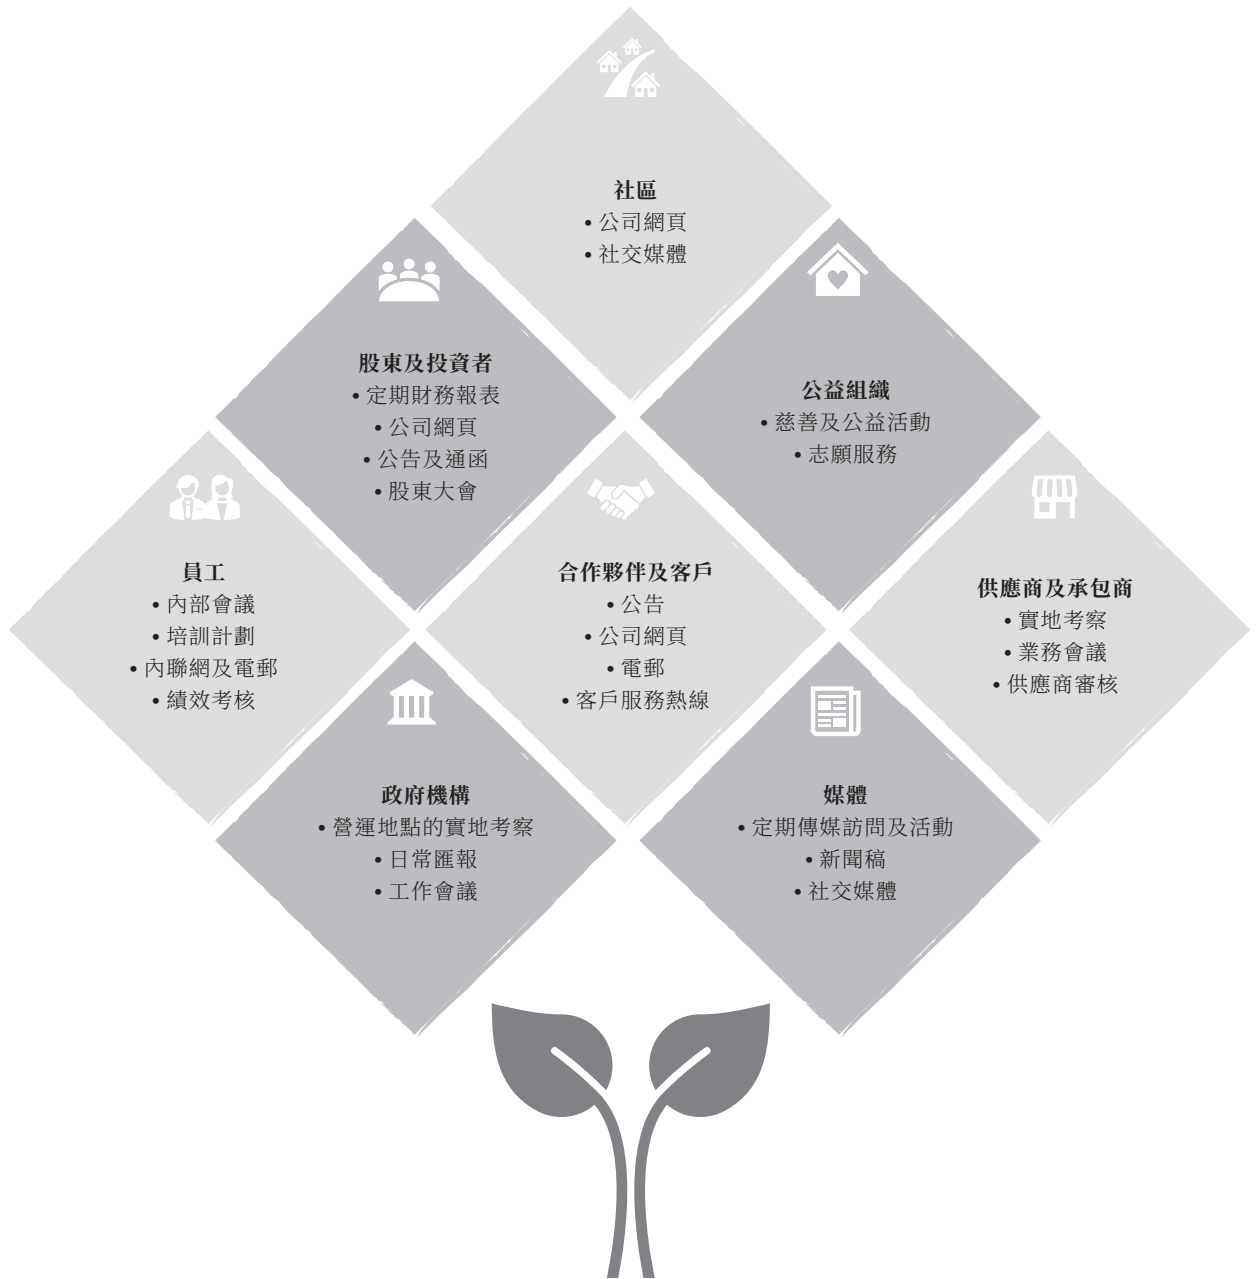 社區
• 公司網頁
• 社交媒體
股東及投資者
• 定期財務報表
• 公司網頁
• 公告及通函
• 股東大會
公益組織
• 慈善及公益活動
• 志願服務
員工
• 內部會議
• 培訓計劃
• 內聯網及電郵
• 績效考核
合作夥伴及客戶
• 公告
• 公司網頁
• 電郵
• 客戶服務熱線
供應商及承包商
• 實地考察
• 業務會議
• 供應商審核
政府機構
• 營運地點的實地考察
• 日常匯報
• 工作會議
媒體
• 定期傳媒訪問及活動
• 新聞稿
• 社交媒體